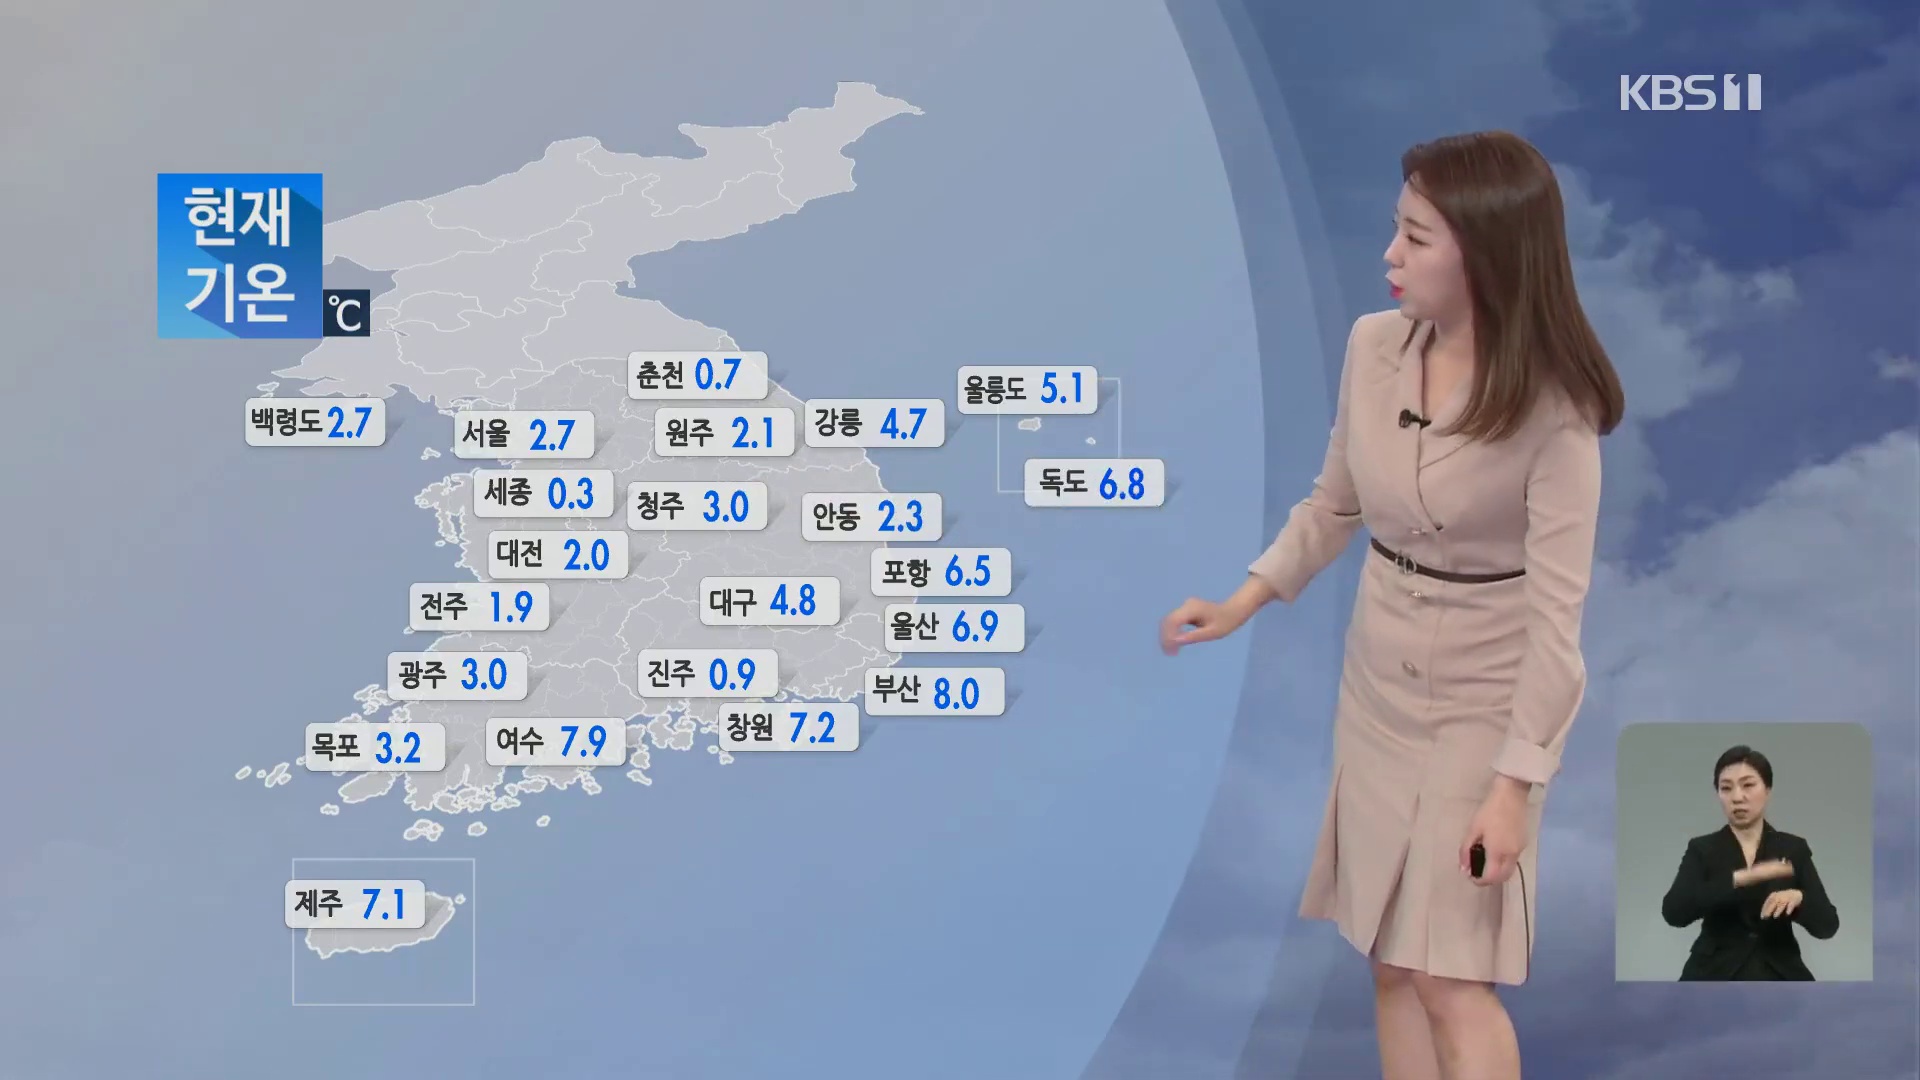 KBS 1
현재
기온
℃
춘천 0.7
울릉도 5.1
백령도 2.7
서울 2.7
원주 2.1
강릉 4.7
독도 6.8
세종 0.3
청주 3.0
안동 2.3
대전 2.0
포항 6.5
전주 1.9
대구 4.8
울산 6.9
광주 3.0
진주 0.9
부산 8.0
목포 3.2
여수 7.9
창원 7.2
제주 7.1